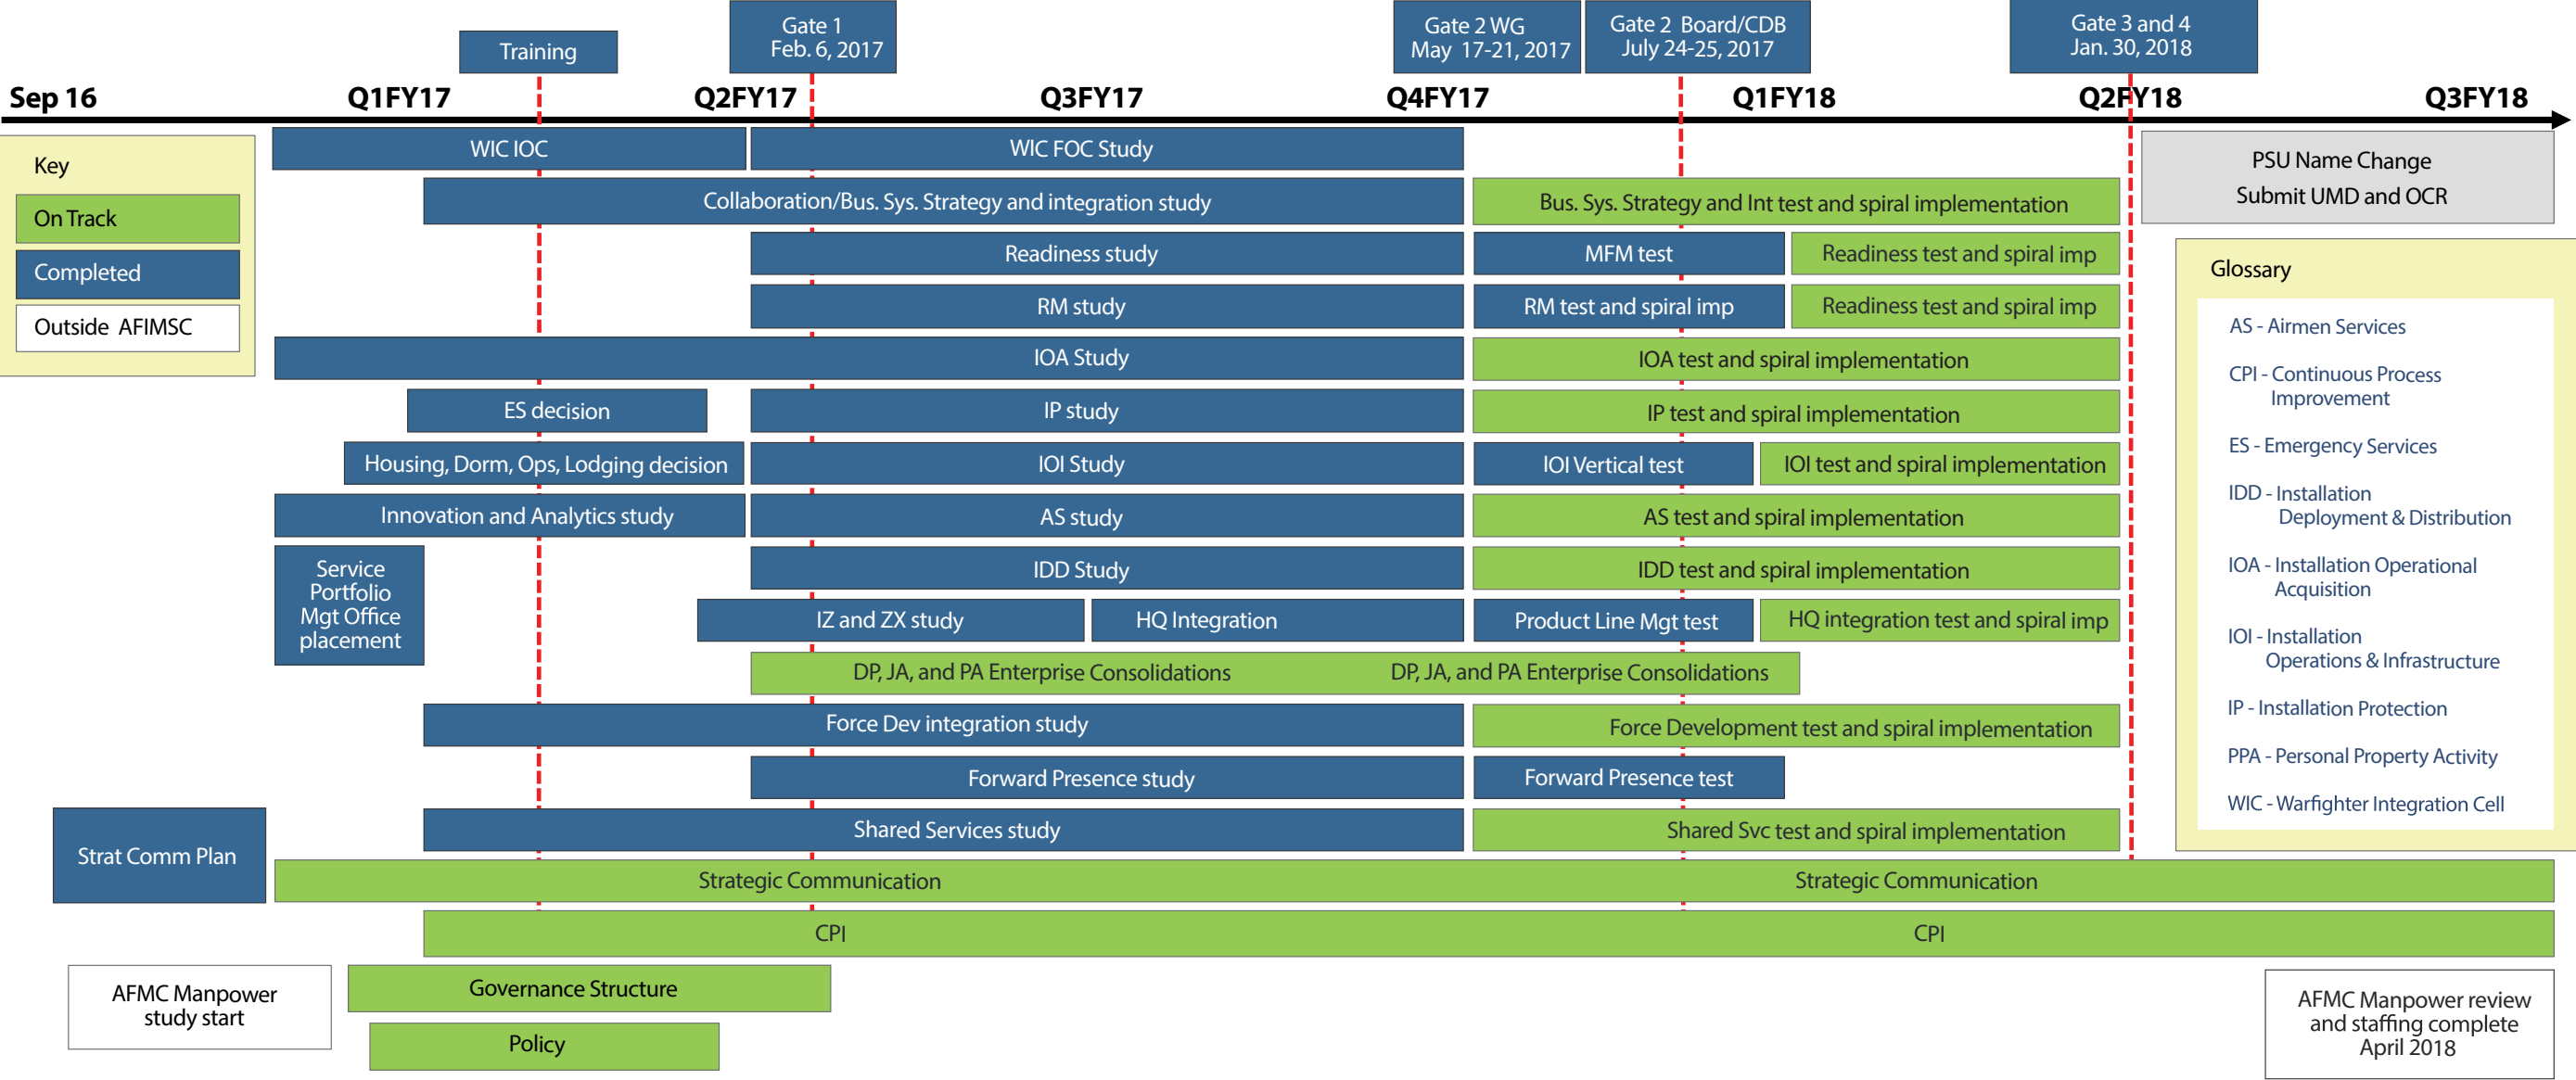 Training
Gate 1
Feb. 6, 2017
Gate 2 WG
May 17-21, 2017
Gate 2 Board/CDB
July 24-25, 2017
Gate 3 and 4
Jan. 30, 2018
Sep 16
Q1FY17
Q2FY17
Q3FY17
Q4FY17
Q1FY18
Q2FY18
Q3FY18
Key
On Track
Completed
Outside AFIMSC
WIC IOC
WIC FOC Study
PSU Name Change
Submit UMD and OCR
Collaboration/Bus. Sys. Strategy and integration study
Bus. Sys. Strategy and Int test and spiral implementation
Readiness study
MFM test
Readiness test and spiral imp
RM study
RM test and spiral imp
Readiness test and spiral imp
IOA Study
IOA test and spiral implementation
ES decision
IP study
IP test and spiral implementation
Housing, Dorm, Ops, Lodging decision
IOI Study
IOI Vertical test
IOI test and spiral implementation
Innovation and Analytics study
AS study
AS test and spiral implementation
Service
Portfolio
Mgt Office
placement
IDD Study
IDD test and spiral implementation
IZ and ZX study
HQ Integration
Product Line Mgt test
HQ integration test and spiral imp
DP, JA, and PA Enterprise Consolidations
DP, JA, and PA Enterprise Consolidations
Force Dev integration study
Force Development test and spiral implementation
Forward Presence study
Forward Presence test
Strat Comm Plan
Shared Services study
Shared Svc test and spiral implementation
Strategic Communication
Strategic Communication
CPI
CPI
AFMC Manpower
study start
Governance Structure
Policy
Glossary
AS - Airmen Services
CPI - Continuous Process
Improvement
ES - Emergency Services
IDD - Installation
Deployment & Distribution
IOA - Installation Operational
Acquisition
IOI - Installation
Operations & Infrastructure
IP - Installation Protection
PPA - Personal Property Activity
WIC - Warfighter Integration Cell
AFMC Manpower review
and staffing complete
April 2018